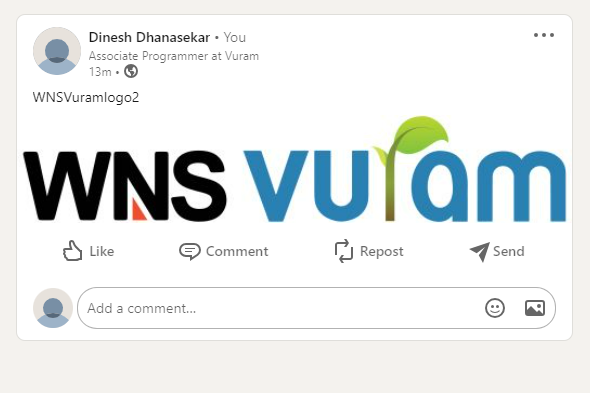 Dinesh Dhanasekar • You
Associate Programmer at Vuram
13m •
WNSVuramlogo2
WNS vuram
Like Comment Repost Send
Add a comment...